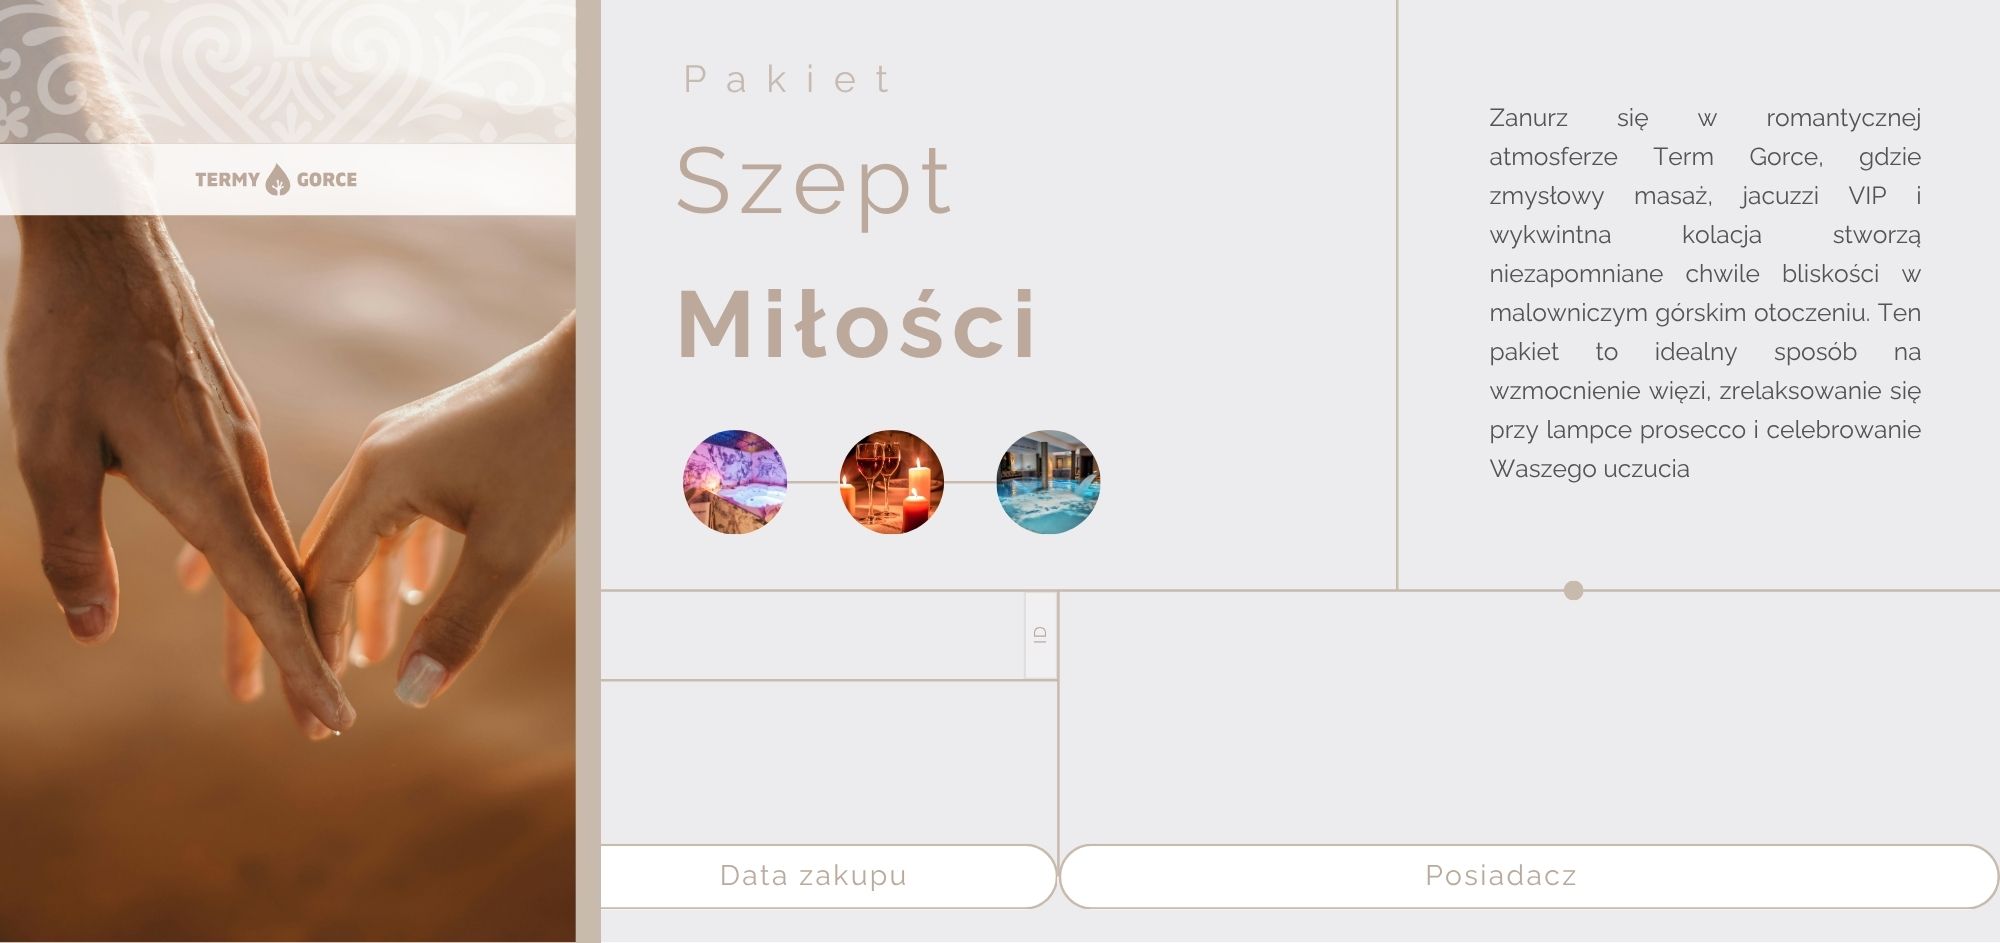 TERMY GORCE
Pakiet
Szept
Miłości
Zanurz się w romantycznej
atmosferze Term Gorce, gdzie
zmysłowy masaż, jacuzzi VIP i
wykwintna kolacja stworzą
niezapomniane chwile bliskości w
malowniczym górskim otoczeniu. Ten
pakiet to idealny sposób na
wzmocnienie więzi, zrelaksowanie się
przy lampce prosecco i celebrowanie
Waszego uczucia
ID
Data zakupu
Posiadacz